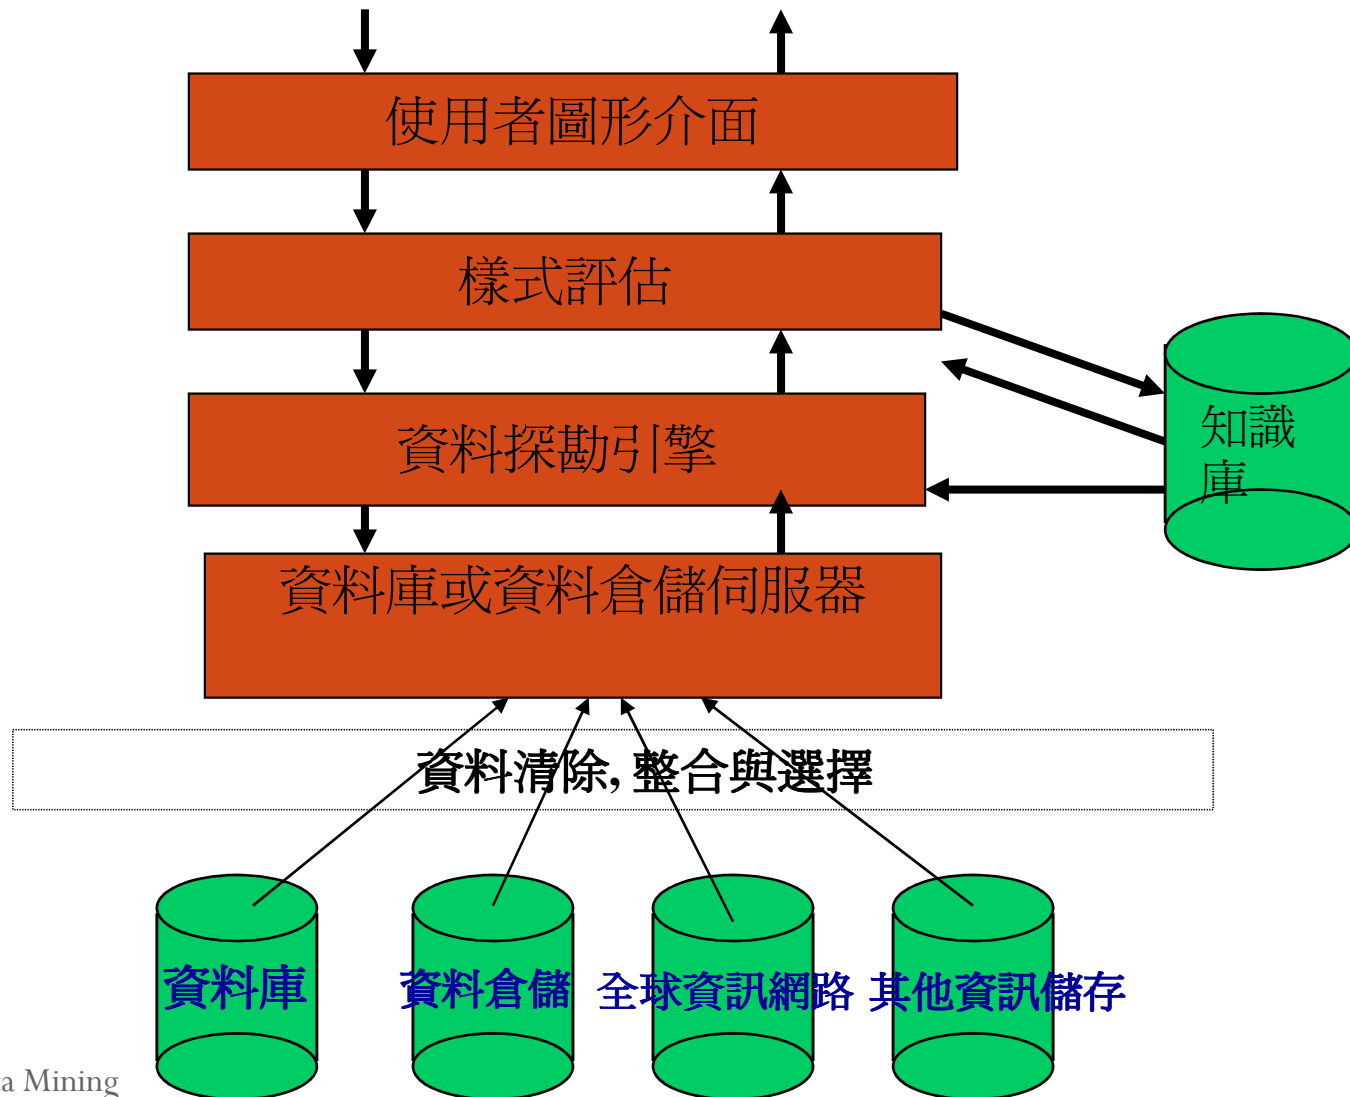 使用者圖形介面
樣式評估
資料探勘引擎
知識
庫
資料庫或資料倉儲伺服器
資料清除, 整合與選擇
資料庫 資料倉儲 全球資訊網路 其他資訊儲存
a Mining